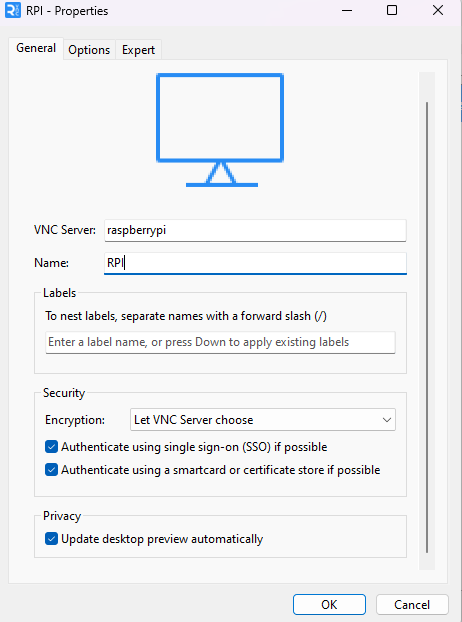 RPI - Properties
General Options Expert
VNC Server: raspberrypi
Name: RPI
Labels
To nest labels, separate names with a forward slash (/)
Enter a label name, or press Down to apply existing labels
Security
Encryption: Let VNC Server choose
Authenticate using single sign-on (SSO) if possible
Authenticate using a smartcard or certificate store if possible
Privacy
Update desktop preview automatically
OK Cancel